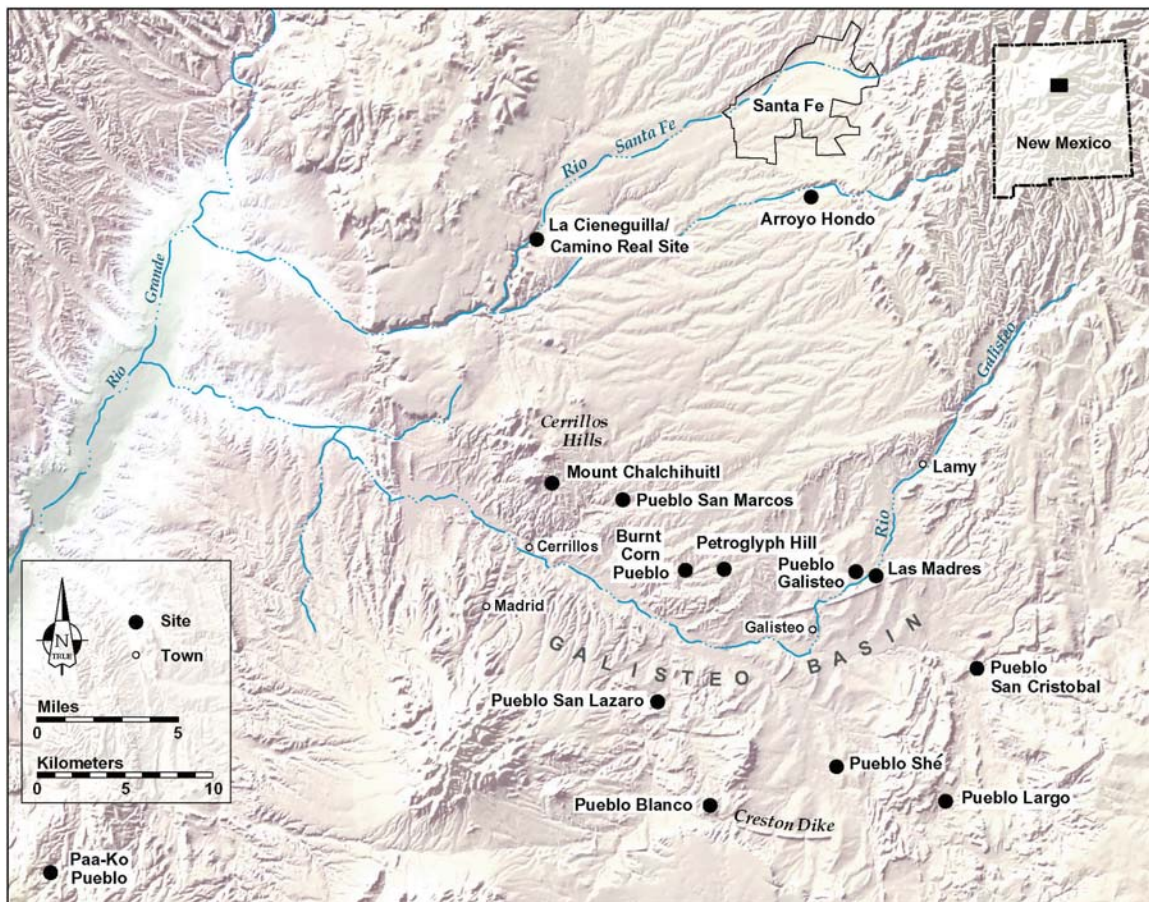 Santa Fe
New Mexico
Rio
Santa Fe
La Cieneguilla/
Camino Real Site
Arroyo Hondo
Grande
Rio
Galisteo
Cerrillos
Hills
Mount Chalchihuitl
Lamy
Pueblo San Marcos
Rio
Cerrillos
Burnt
Corn
Pueblo
Petroglyph Hill
Pueblo
Galisteo
Las Madres
Madrid
Galisteo
GALISTEO BASIN
N
TRUE
Site
Town
Miles
0 5
Kilometers
0 10
Pueblo
San Cristobal
Pueblo San Lazaro
Pueblo Shé
Pueblo Blanco
Creston Dike
Pueblo Largo
Paa-Ko
Pueblo